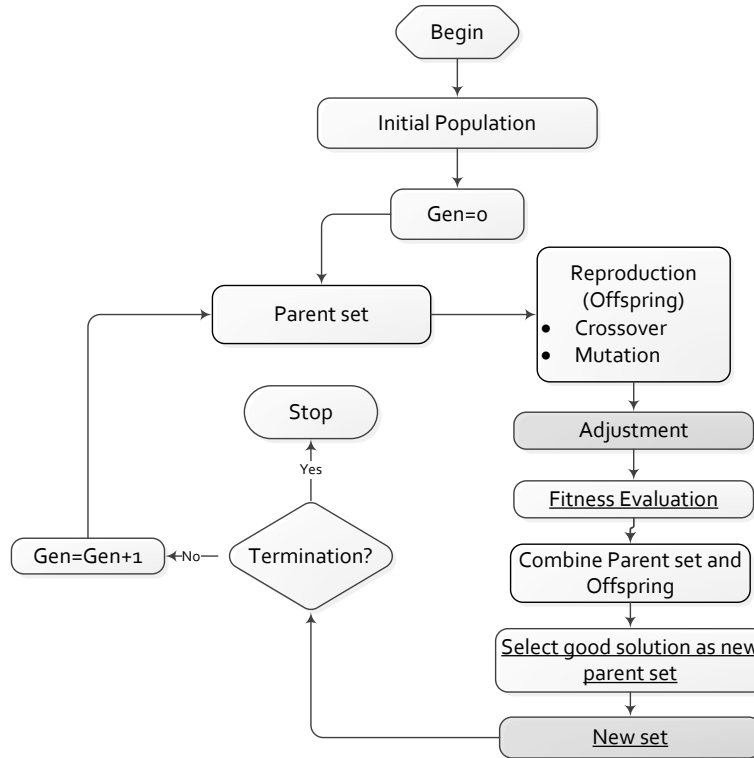 Begin
Initial Population
Gen=0
Parent set
Reproduction
(Offspring)
• Crossover
• Mutation
Adjustment
Fitness Evaluation
Combine Parent set and
Offspring
Select good solution as new
parent set
New set
Termination?
Yes
Stop
No
Gen=Gen+1